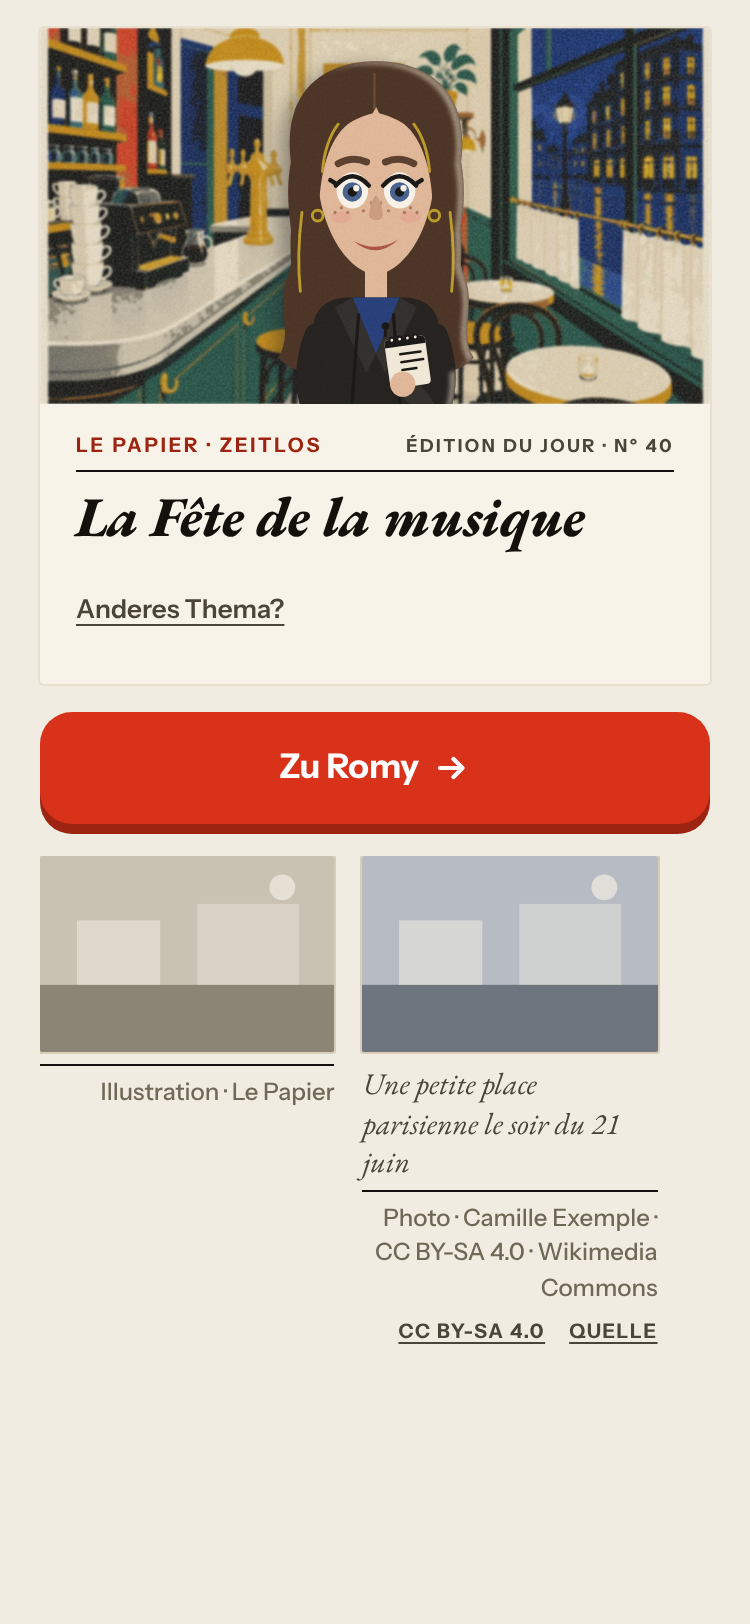 LE PAPIER · ZEITLOS
ÉDITION DU JOUR · N° 40
La Fête de la musique
Anderes Thema?
Zu Romy →
Illustration · Le Papier
Une petite place
parisienne le soir du 21
juin
Photo · Camille Exemple ·
CC BY-SA 4.0 · Wikimedia
Commons
CC BY-SA 4.0
QUELLE